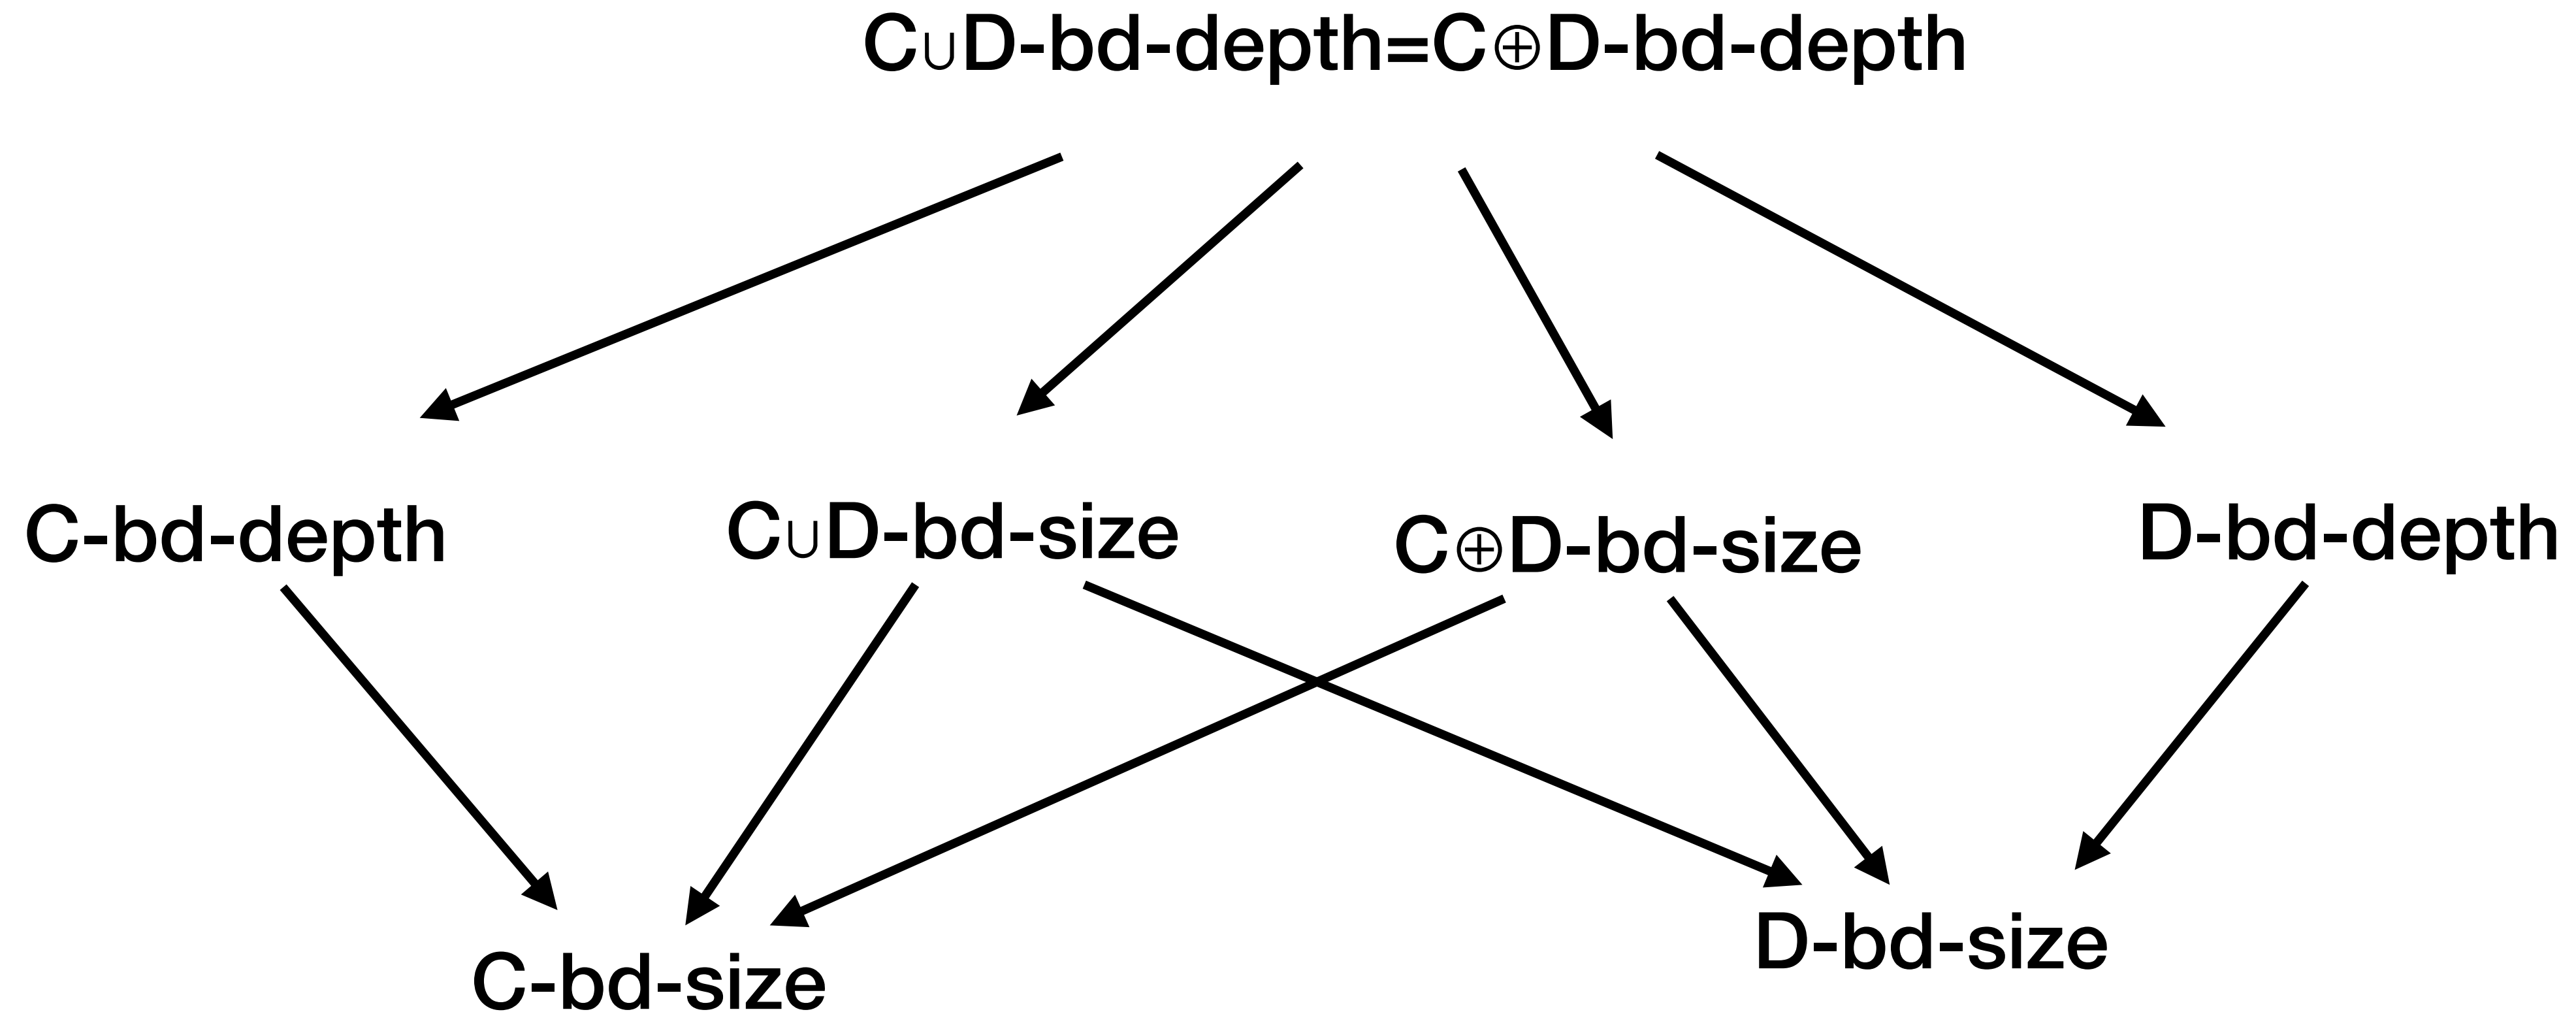 C∪D-bd-depth=C⊕D-bd-depth
C-bd-depth
C∪D-bd-size
C⊕D-bd-size
D-bd-depth
C-bd-size
D-bd-size